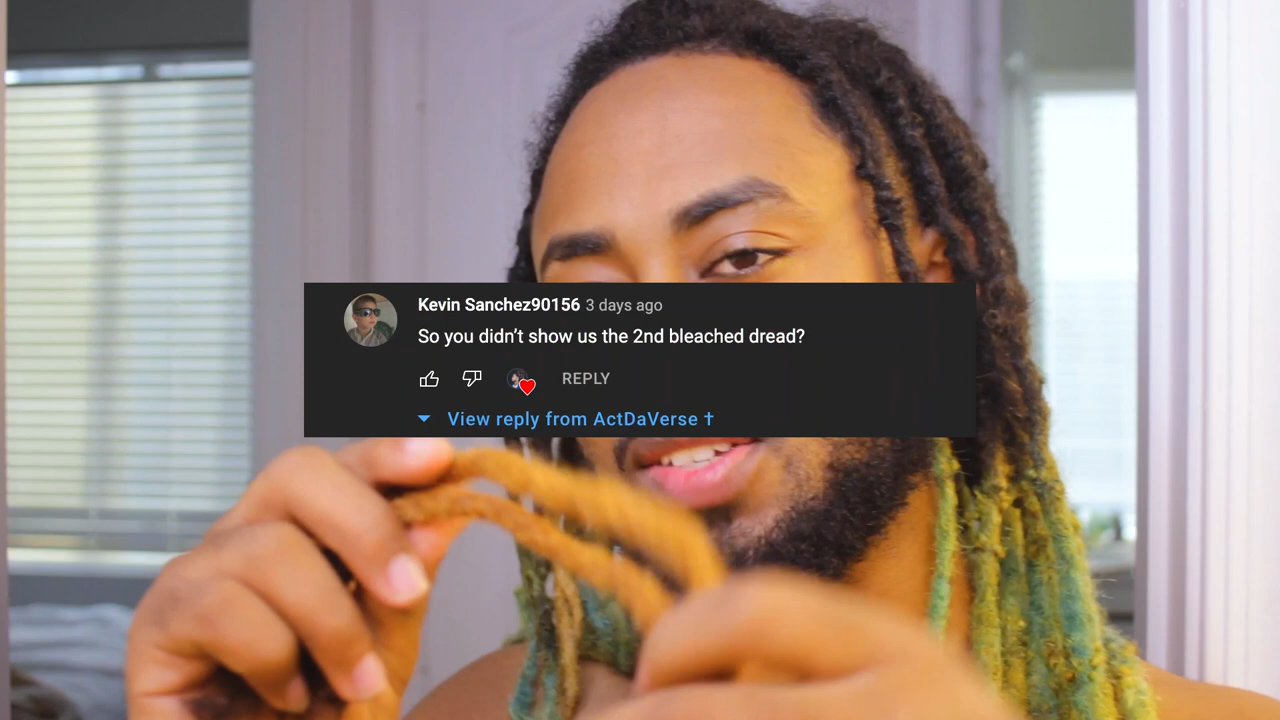 Kevin Sanchez90156 3 days ago
So you didn’t show us the 2nd bleached dread?
REPLY
View reply from ActDaVerse †